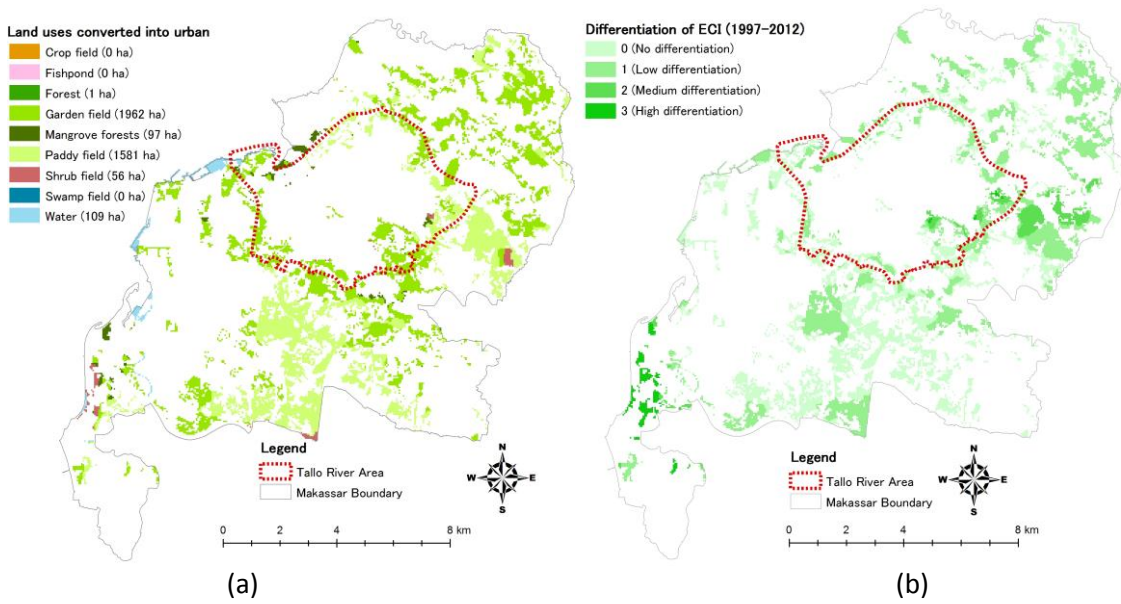 Land uses converted into urban
Crop field (0 ha)
Fishpond (0 ha)
Forest (1 ha)
Garden field (1962 ha)
Mangrove forests (97 ha)
Paddy field (1581 ha)
Shrub field (56 ha)
Swamp field (0 ha)
Water (109 ha)
Legend
Tallo River Area
Makassar Boundary
N
W E
S
0 2 4 8 km
(a)
Differentiation of ECI (1997-2012)
0 (No differentiation)
1 (Low differentiation)
2 (Medium differentiation)
3 (High differentiation)
Legend
Tallo River Area
Makassar Boundary
N
W E
S
0 2 4 8 km
(b)